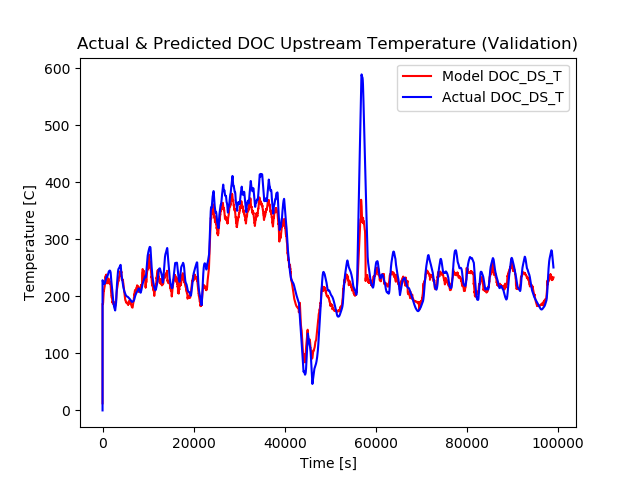 Actual & Predicted DOC Upstream Temperature (Validation)
Model DOC_DS_T
Actual DOC_DS_T
Temperature [C]
600
500
400
300
200
100
0
0 20000 40000 60000 80000 100000
Time [s]